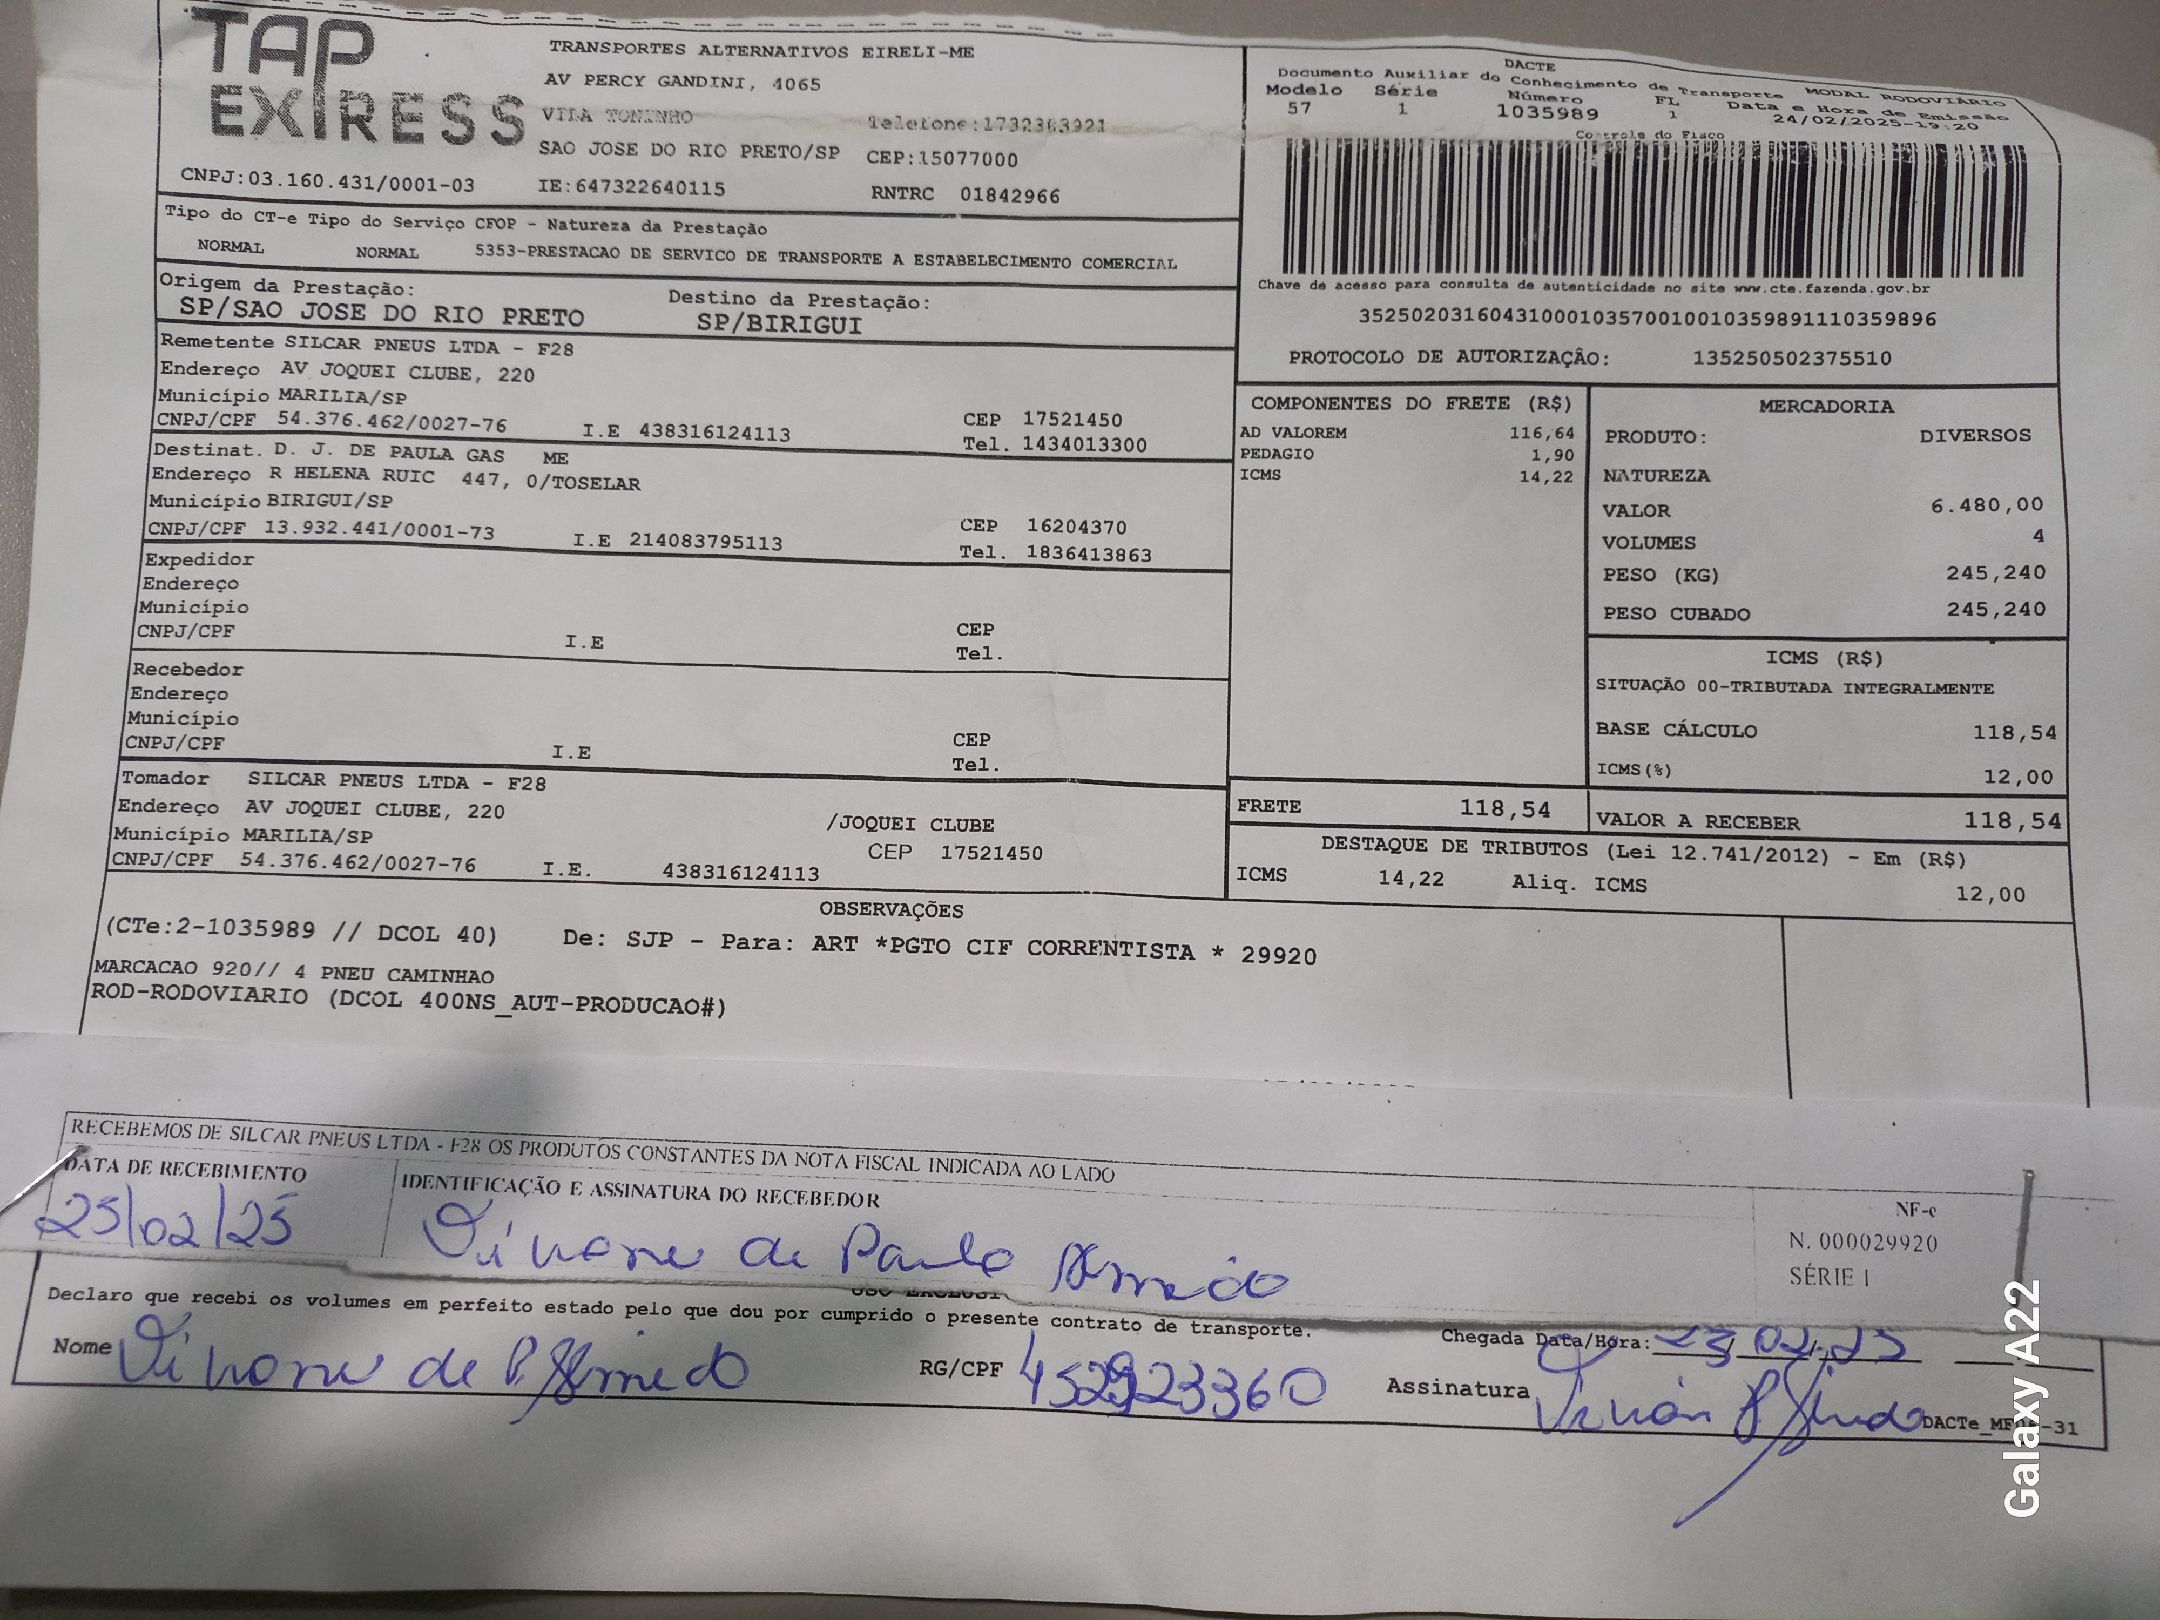 TAP EXPRESS
TRANSPORTES ALTERNATIVOS EIRELI-ME
AV PERCY GANDINI, 4065
VILA TONINHO Telefone:1732383921
SAO JOSE DO RIO PRETO/SP CEP:15077000
CNPJ:03.160.431/0001-03 IE:647322640115 RNTRC 01842966
DACTE
Documento Auxiliar do Conhecimento de Transporte MODAL RODOVIÁRIO
Modelo Série Número FL Data e Hora de Emissão
57 1 1035989 1 24/02/2025-19:20
Controle do Fisco
Chave de acesso para consulta de autenticidade no site www.cte.fazenda.gov.br
35250203160431000103570010010359891110359896
PROTOCOLO DE AUTORIZAÇÃO: 135250502375510
Tipo do CT-e Tipo do Serviço CFOP - Natureza da Prestação
NORMAL NORMAL 5353-PRESTACAO DE SERVICO DE TRANSPORTE A ESTABELECIMENTO COMERCIAL
Origem da Prestação: Destino da Prestação:
SP/SAO JOSE DO RIO PRETO SP/BIRIGUI
Remetente SILCAR PNEUS LTDA - F28
Endereço AV JOQUEI CLUBE, 220
Município MARILIA/SP CEP 17521450
CNPJ/CPF 54.376.462/0027-76 I.E 438316124113 Tel. 1434013300
Destinat. D. J. DE PAULA GAS ME
Endereço R HELENA RUIC 447, 0/TOSELAR
Município BIRIGUI/SP CEP 16204370
CNPJ/CPF 13.932.441/0001-73 I.E 214083795113 Tel. 1836413863
Expedidor
Endereço
Município CEP
CNPJ/CPF I.E Tel.
Recebedor
Endereço
Município CEP
CNPJ/CPF I.E Tel.
Tomador SILCAR PNEUS LTDA - F28
Endereço AV JOQUEI CLUBE, 220 /JOQUEI CLUBE
Município MARILIA/SP CEP 17521450
CNPJ/CPF 54.376.462/0027-76 I.E. 438316124113
COMPONENTES DO FRETE (R$)
AD VALOREM 116,64
PEDAGIO 1,90
ICMS 14,22
MERCADORIA
PRODUTO: DIVERSOS
NATUREZA
VALOR 6.480,00
VOLUMES 4
PESO (KG) 245,240
PESO CUBADO 245,240
ICMS (R$)
SITUAÇÃO 00-TRIBUTADA INTEGRALMENTE
BASE CÁLCULO 118,54
ICMS(%) 12,00
FRETE 118,54 VALOR A RECEBER 118,54
DESTAQUE DE TRIBUTOS (Lei 12.741/2012) - Em (R$)
ICMS 14,22 Aliq. ICMS 12,00
OBSERVAÇÕES
(CTe:2-1035989 // DCOL 40) De: SJP - Para: ART *PGTO CIF CORRENTISTA * 29920
MARCACAO 920// 4 PNEU CAMINHAO
ROD-RODOVIARIO (DCOL 400NS_AUT-PRODUCAO#)
RECEBEMOS DE SILCAR PNEUS LTDA - F28 OS PRODUTOS CONSTANTES DA NOTA FISCAL INDICADA AO LADO
DATA DE RECEBIMENTO IDENTIFICAÇÃO E ASSINATURA DO RECEBEDOR
25/02/25
de Paula
NF-e
N. 000029920
SÉRIE 1
Declaro que recebi os volumes em perfeito estado pelo que dou por cumprido o presente contrato de transporte.
Chegada Data/Hora:
Nome de P. RG/CPF Assinatura
Galaxy A22